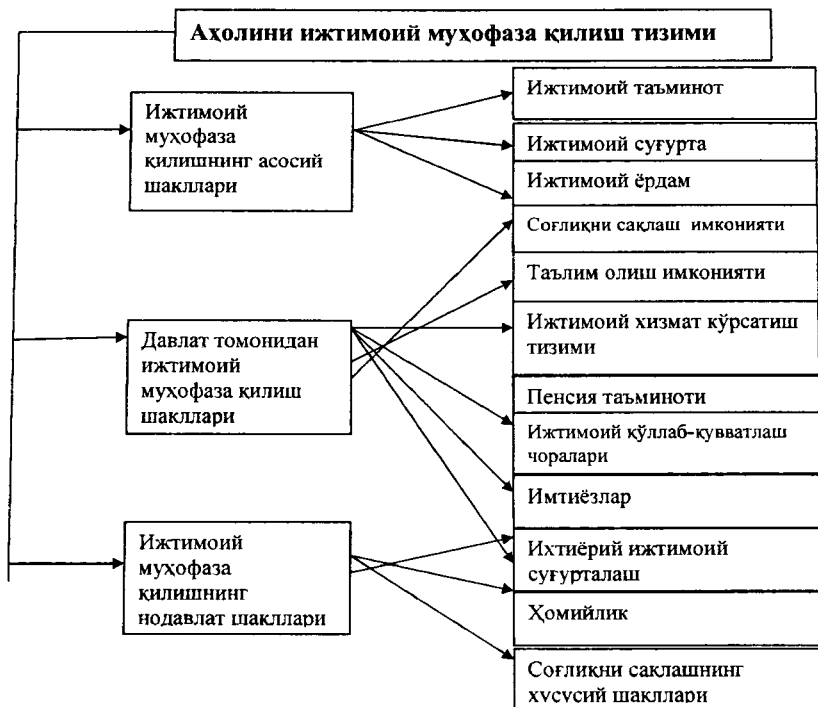 Аҳолини ижтимоий муҳофаза қилиш тизими
Ижтимоий
муҳофаза
қилишнинг асосий
шакллари
Давлат томонидан
ижтимоий
муҳофаза қилиш
шакллари
Ижтимоий
муҳофаза
қилишнинг
нодавлат шакллари
Ижтимоий таъминот
Ижтимоий суғурта
Ижтимоий ёрдам
Соғлиқни сақлаш имконияти
Таълим олиш имконияти
Ижтимоий хизмат кўрсатиш
тизими
Пенсия таъминоти
Ижтимоий қўллаб-қувватлаш
чоралари
Имтиёзлар
Ихтиёрий ижтимоий
суғурталаш
Ҳомийлик
Соғлиқни сақлашнинг
хусусий шакллари